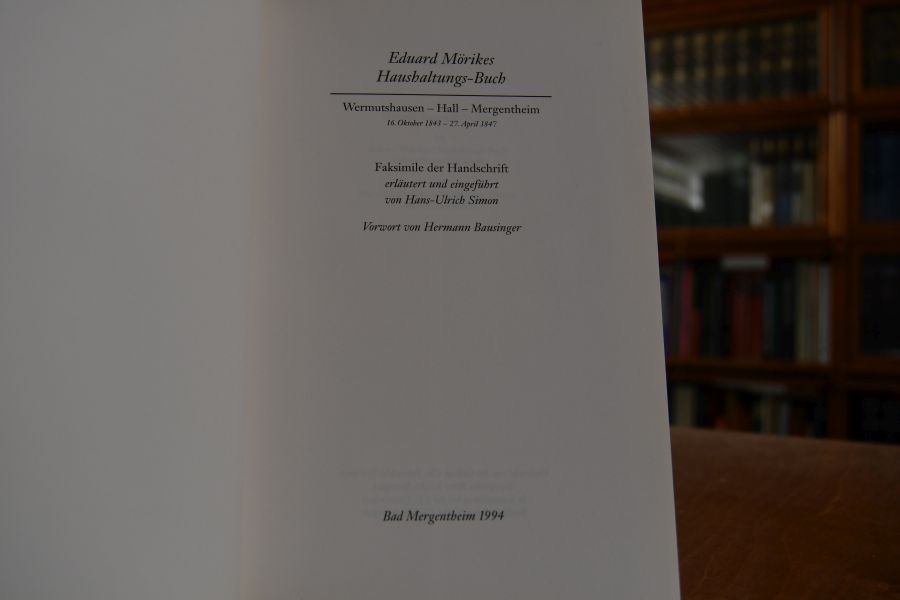 Eduard Mörikes
Haushaltungs-Buch
Wermutshausen – Hall – Mergentheim
16. Oktober 1843 – 27. April 1847
Faksimile der Handschrift
erläutert und eingeführt
von Hans-Ulrich Simon
Vorwort von Hermann Bausinger
Bad Mergentheim 1994